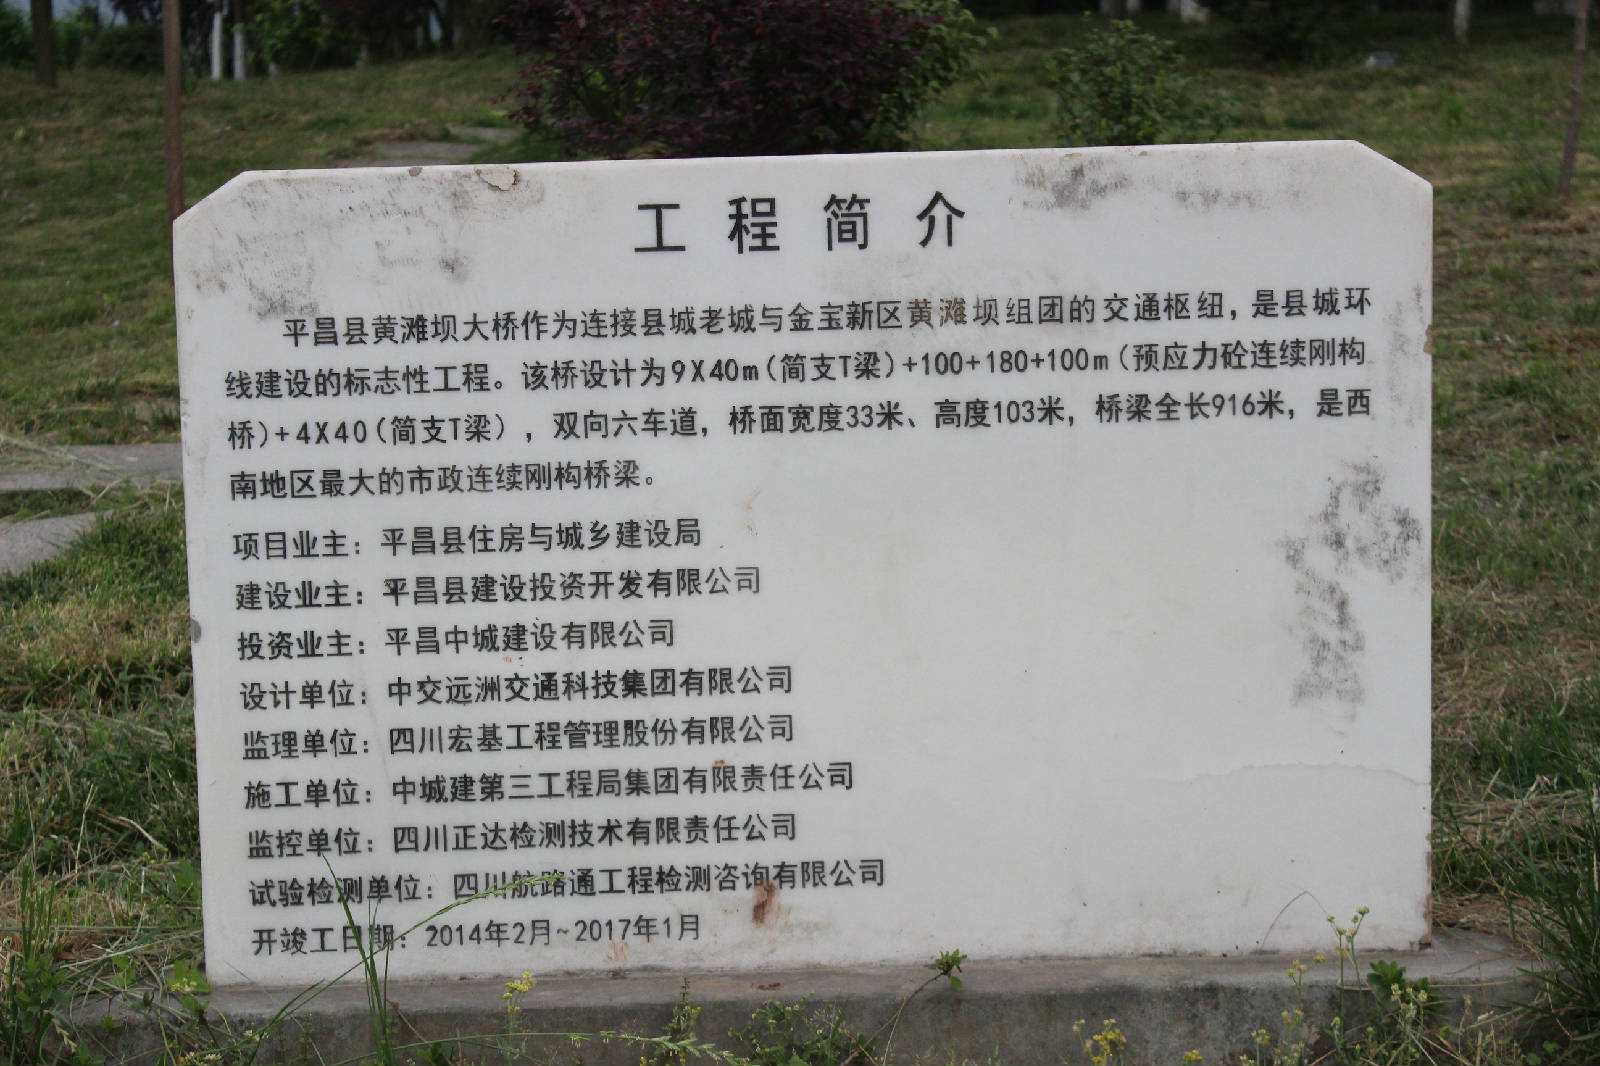 工程简介
平昌县黄滩坝大桥作为连接县城老城与金宝新区黄滩坝组团的交通枢纽，是县城环
线建设的标志性工程。该桥设计为9X40m(简支T梁)+100+180+100m(预应力砼连续刚构
桥)+4X40(简支T梁)，双向六车道，桥面宽度33米、高度103米，桥梁全长916米，是西
南地区最大的市政连续刚构桥梁。
项目业主：平昌县住房与城乡建设局
建设业主：平昌县建设投资开发有限公司
投资业主：平昌中城建设有限公司
设计单位：中交远洲交通科技集团有限公司
监理单位：四川宏基工程管理股份有限公司
施工单位：中城建第三工程局集团有限责任公司
监控单位：四川正达检测技术有限责任公司
试验检测单位：四川航路通工程检测咨询有限公司
开竣工日期：2014年2月~2017年1月